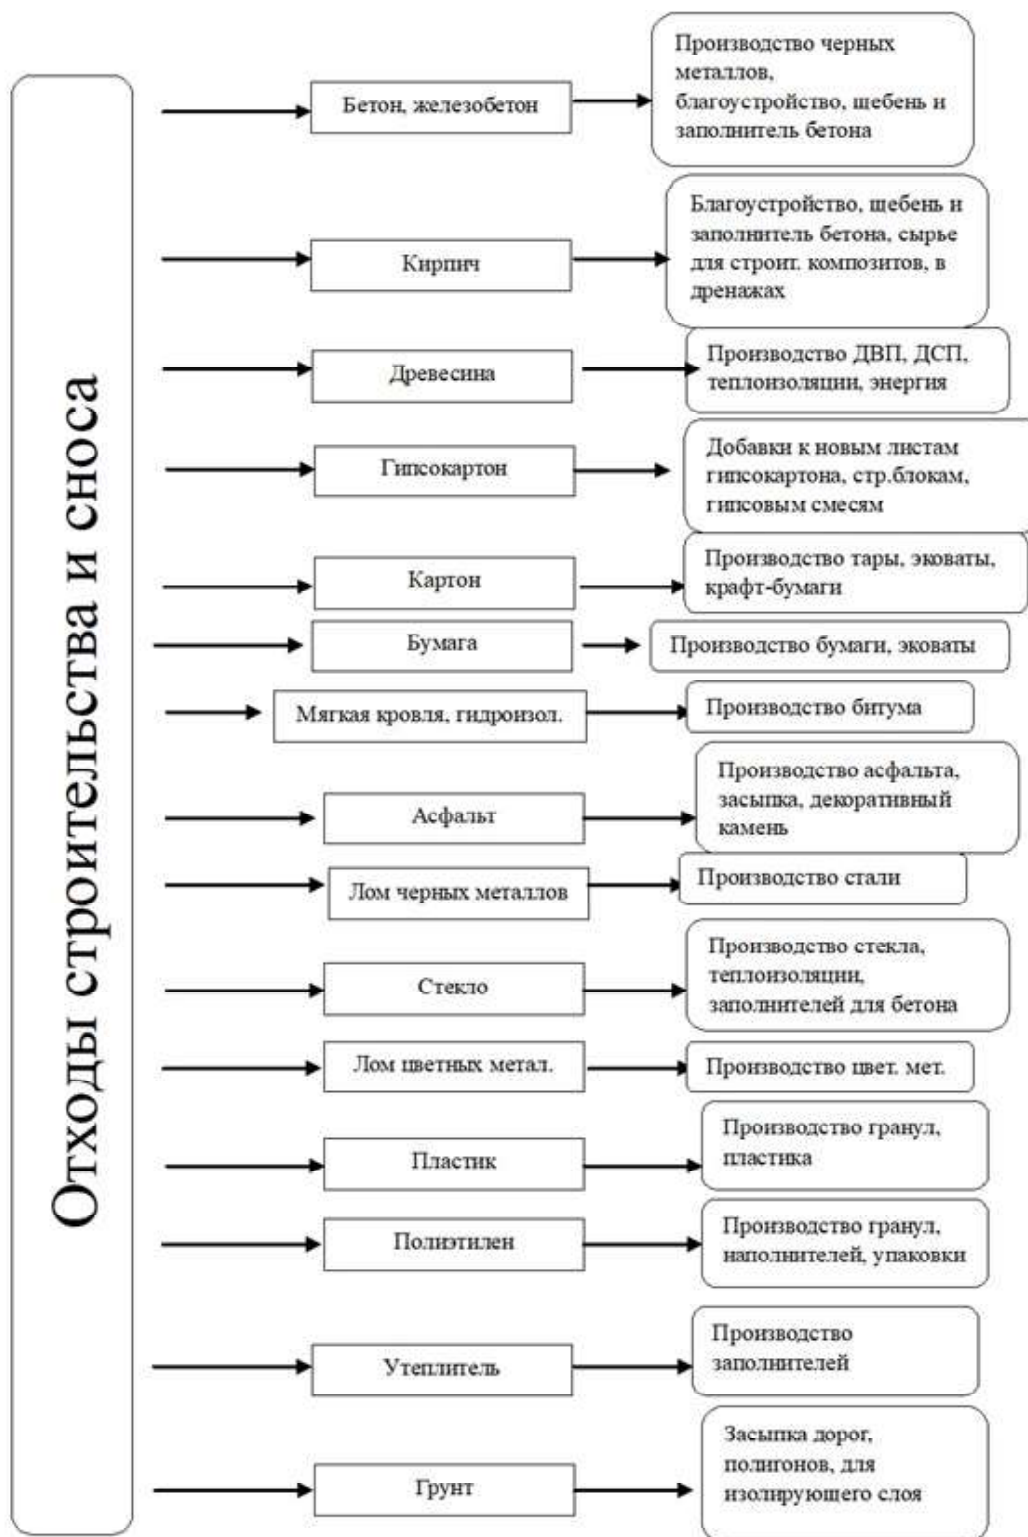 Отходы строительства и сноса
Бетон, железобетон
Производство черных
металлов,
благоустройство, щебень и
заполнитель бетона
Кирпич
Благоустройство, щебень и
заполнитель бетона, сырье
для строит. композитов, в
дренажах
Древесина
Производство ДВП, ДСП,
теплоизоляции, энергия
Гипсокартон
Добавки к новым листам
гипсокартона, стр.блокам,
гипсовым смесям
Картон
Производство тары, эковаты,
крафт-бумаги
Бумага
Производство бумаги, эковаты
Мягкая кровля, гидроизол.
Производство битума
Асфальт
Производство асфальта,
засыпка, декоративный
камень
Лом черных металлов
Производство стали
Стекло
Производство стекла,
теплоизоляции,
заполнителей для бетона
Лом цветных метал.
Производство цвет. мет.
Пластик
Производство гранул,
пластика
Полиэтилен
Производство гранул,
наполнителей, упаковки
Утеплитель
Производство
заполнителей
Грунт
Засыпка дорог,
полигонов, для
изолирующего слоя